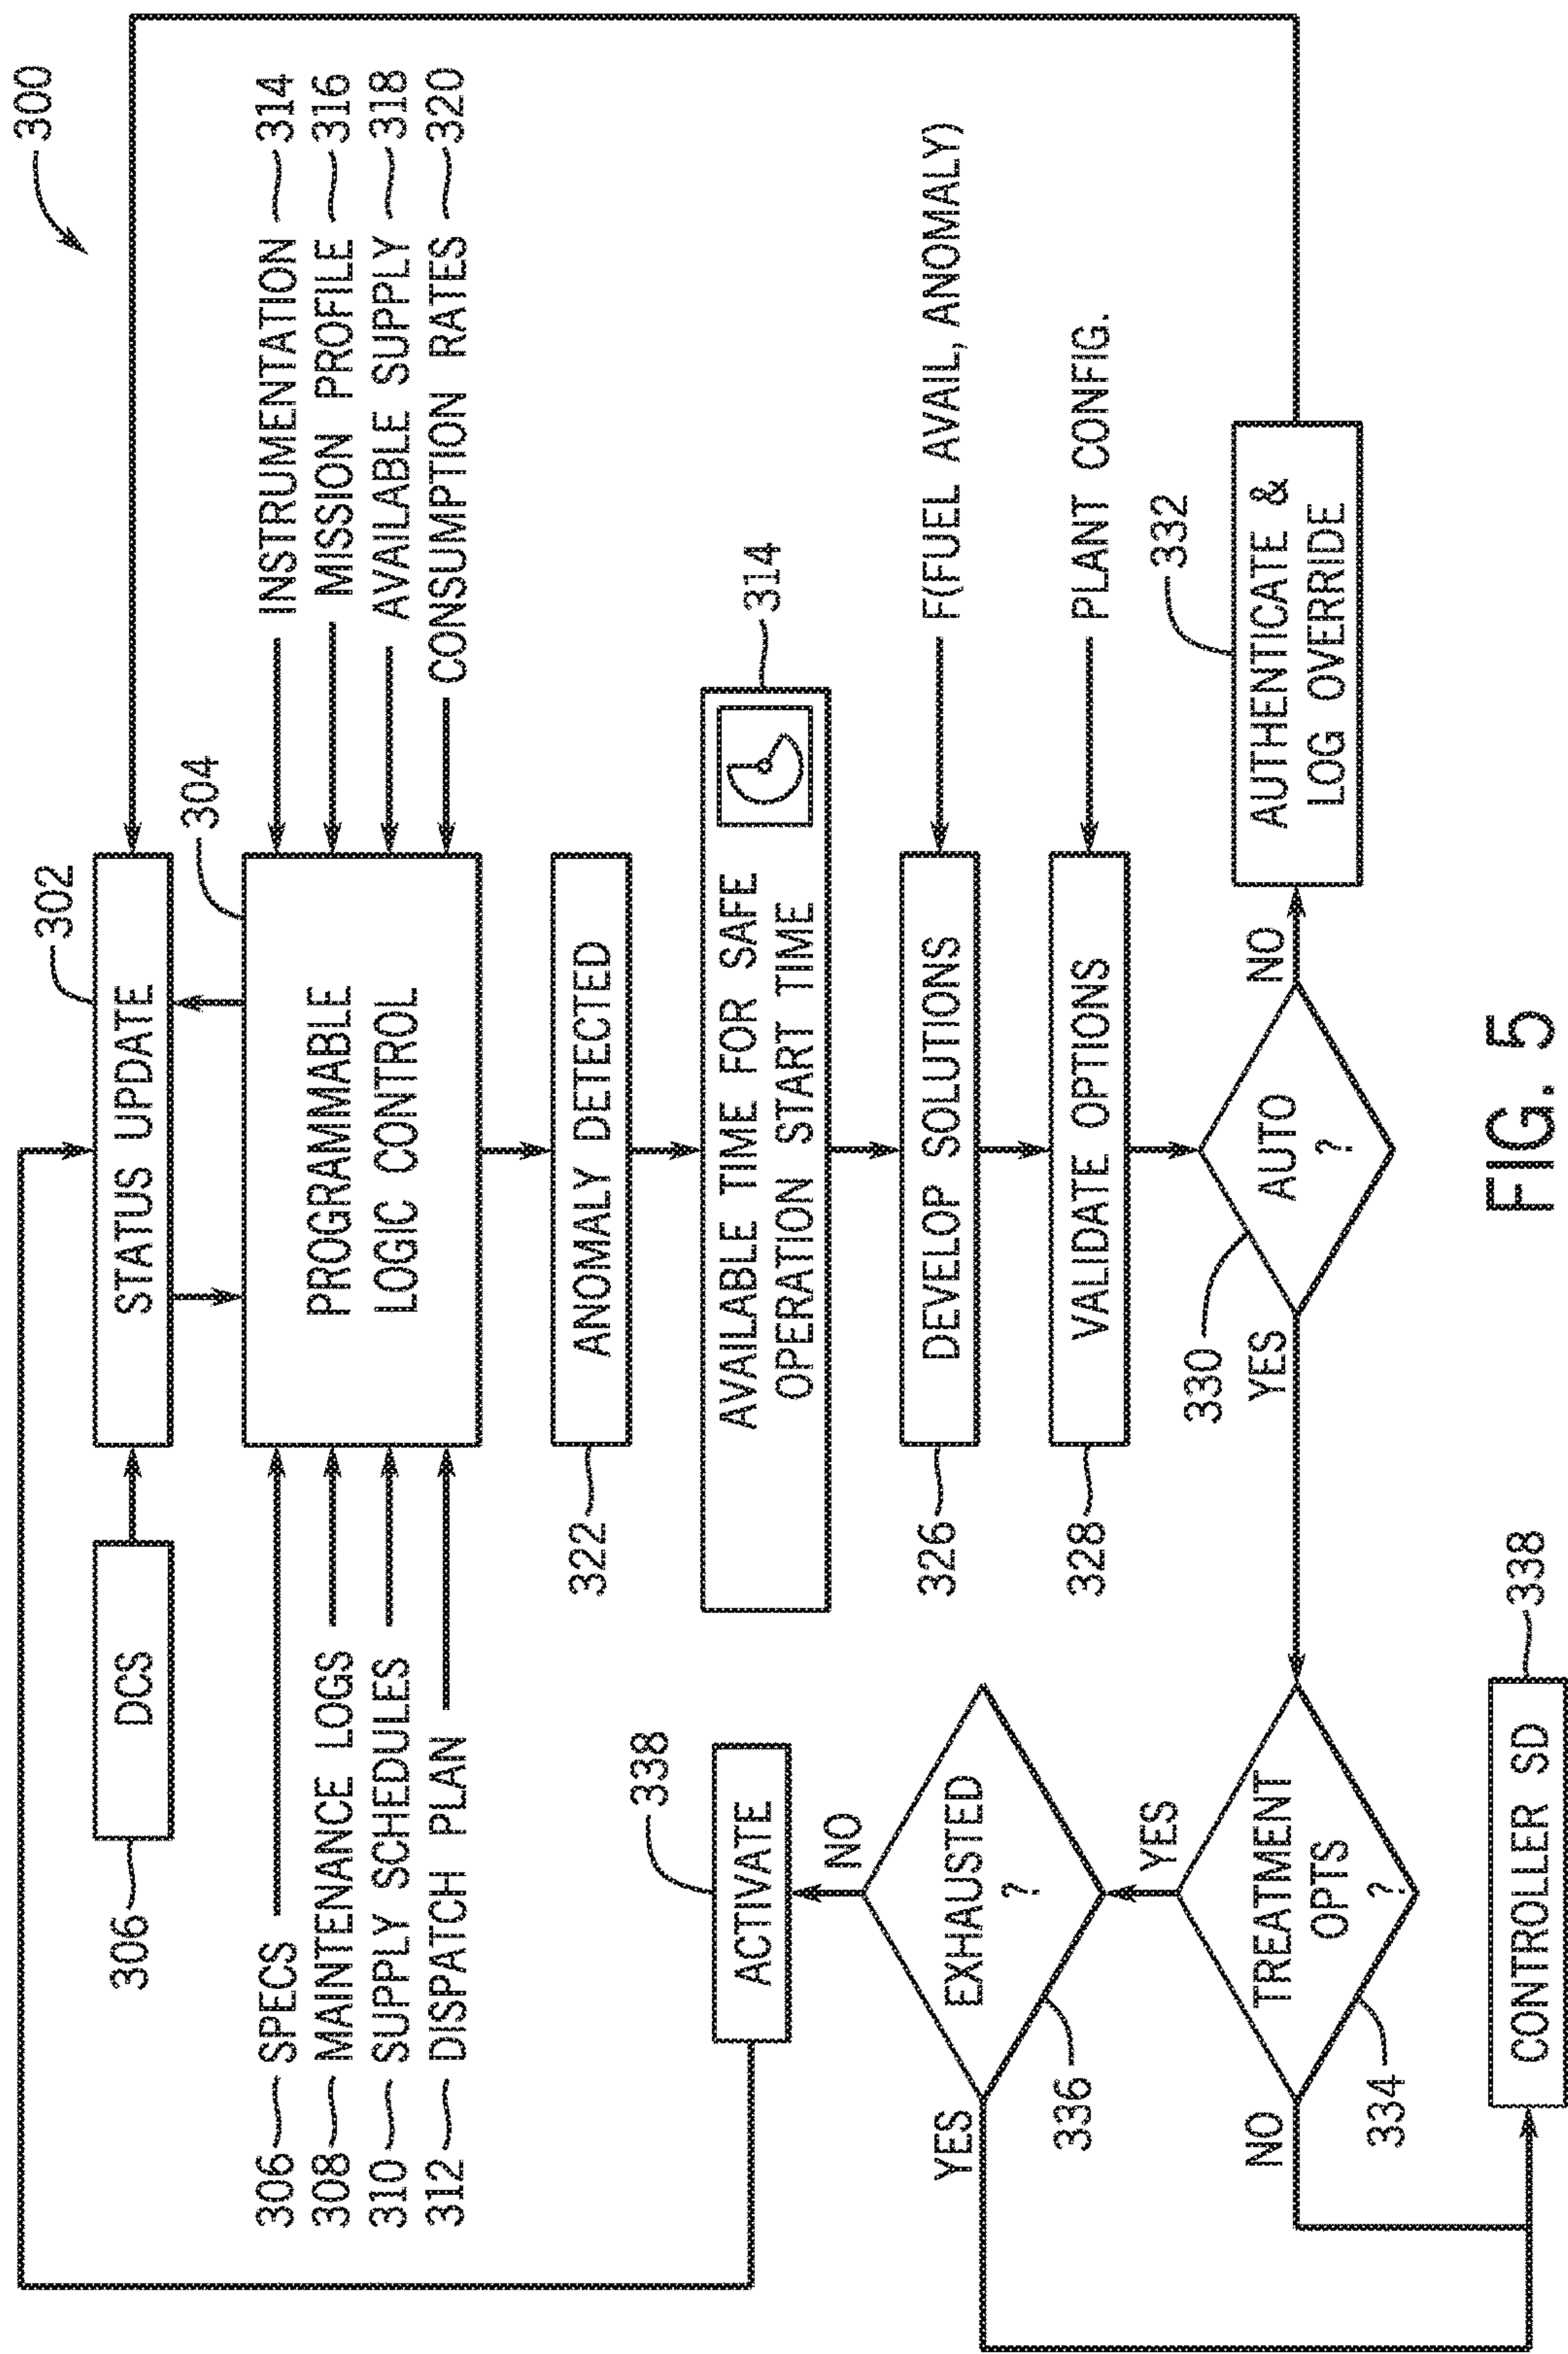 300
302
STATUS UPDATE
DCS
306
304
PROGRAMMABLE
LOGIC CONTROL
306 SPECS
308 MAINTENANCE LOGS
310 SUPPLY SCHEDULES
312 DISPATCH PLAN
INSTRUMENTATION 314
MISSION PROFILE 316
AVAILABLE SUPPLY 318
CONSUMPTION RATES 320
322
ANOMALY DETECTED
AVAILABLE TIME FOR SAFE
OPERATION START TIME
314
326
DEVELOP SOLUTIONS
F(FUEL AVAIL, ANOMALY)
328
VALIDATE OPTIONS
PLANT CONFIG.
330
AUTO
?
NO
YES
332
AUTHENTICATE &
LOG OVERRIDE
338
ACTIVATE
NO
EXHAUSTED
?
YES
336
YES
TREATMENT
OPTS
?
NO
334
CONTROLLER SD
338
FIG. 5